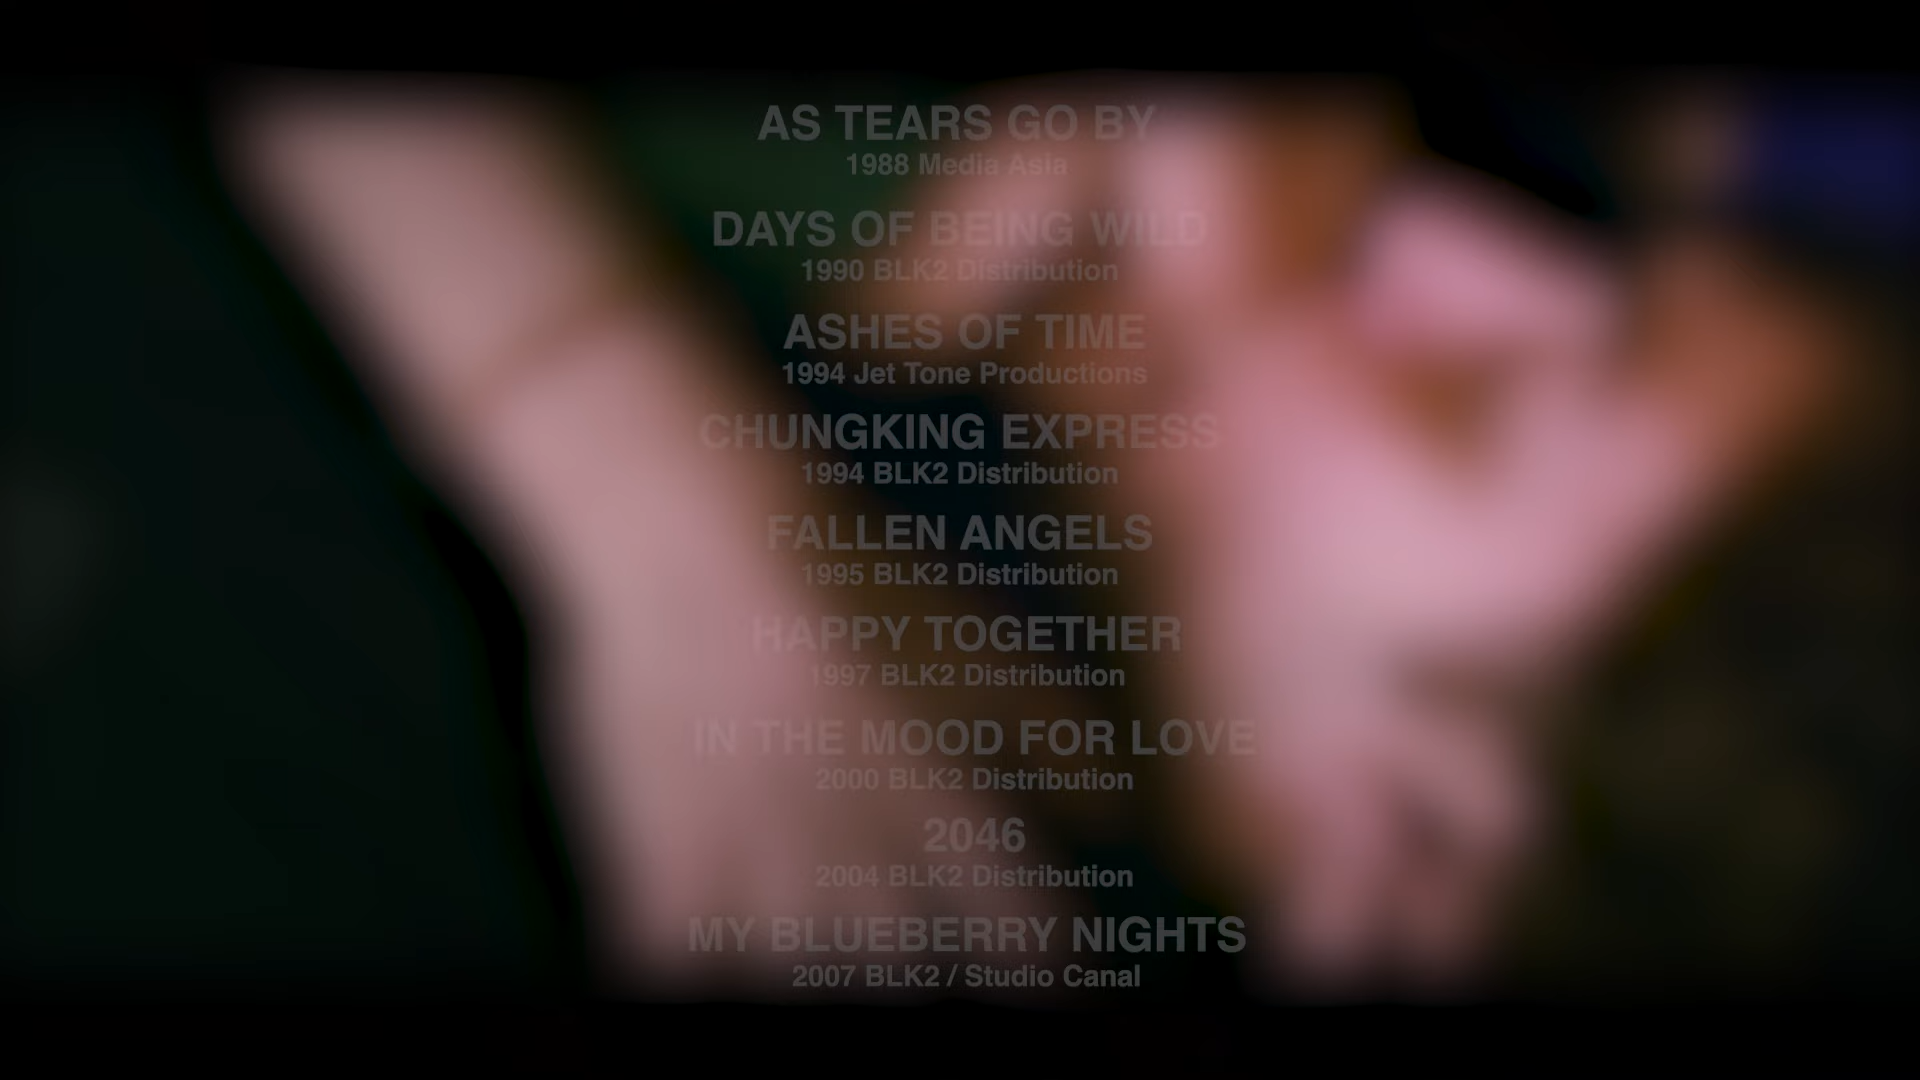 AS TEARS GO BY
1988 Media Asia
DAYS OF BEING WILD
1990 BLK2 Distribution
ASHES OF TIME
1994 Jet Tone Productions
CHUNGKING EXPRESS
1994 BLK2 Distribution
FALLEN ANGELS
1995 BLK2 Distribution
HAPPY TOGETHER
1997 BLK2 Distribution
IN THE MOOD FOR LOVE
2000 BLK2 Distribution
2046
2004 BLK2 Distribution
MY BLUEBERRY NIGHTS
2007 BLK2 / Studio Canal